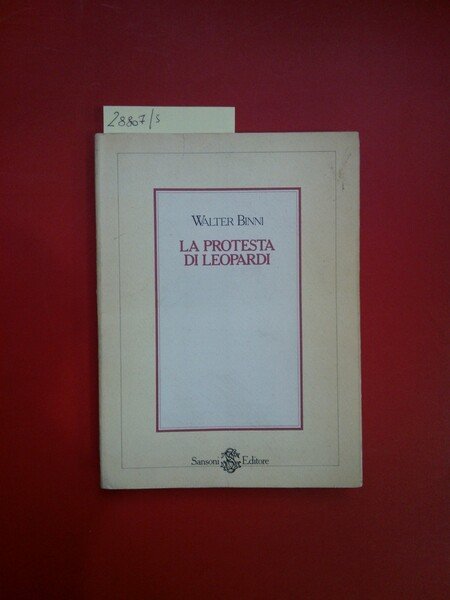 28807/s
WALTER BINNI
LA PROTESTA
DI LEOPARDI
Sansoni Editore